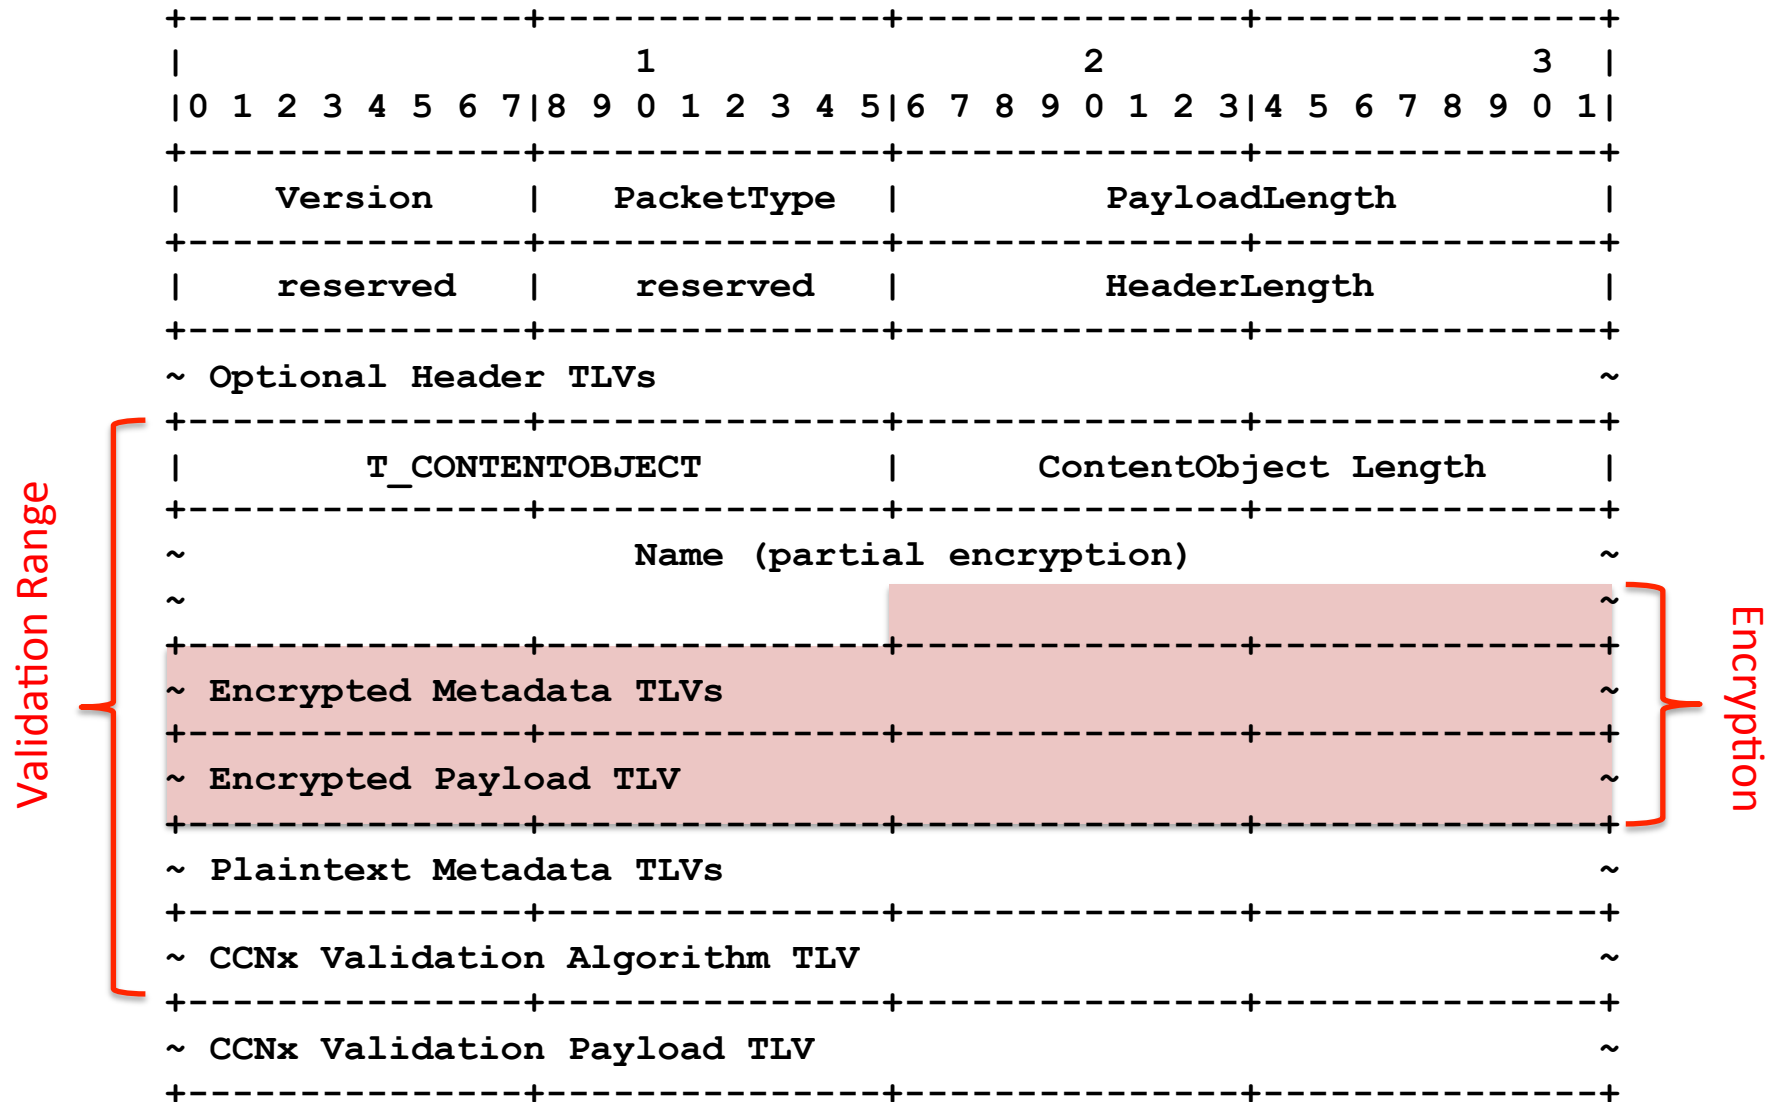 +---------------+---------------+---------------+---------------+
|                    1                   2                   3  |
|0 1 2 3 4 5 6 7|8 9 0 1 2 3 4 5|6 7 8 9 0 1 2 3|4 5 6 7 8 9 0 1|
+---------------+---------------+---------------+---------------+
|    Version    |   PacketType  |         PayloadLength         |
+---------------+---------------+---------------+---------------+
|    reserved   |    reserved   |         HeaderLength          |
+---------------+---------------+---------------+---------------+
~ Optional Header TLVs                                          ~
+---------------+---------------+---------------+---------------+
|        T_CONTENTOBJECT        |      ContentObject Length     |
+---------------+---------------+---------------+---------------+
~                    Name (partial encryption)                  ~
~                                                               ~
+---------------+---------------+---------------+---------------+
~ Encrypted Metadata TLVs                                       ~
+---------------+---------------+---------------+---------------+
~ Encrypted Payload TLV                                         ~
+---------------+---------------+---------------+---------------+
~ Plaintext Metadata TLVs                                       ~
+---------------+---------------+---------------+---------------+
~ CCNx Validation Algorithm TLV                                 ~
+---------------+---------------+---------------+---------------+
~ CCNx Validation Payload TLV                                   ~
+---------------+---------------+---------------+---------------+
Validation Range
Encryption